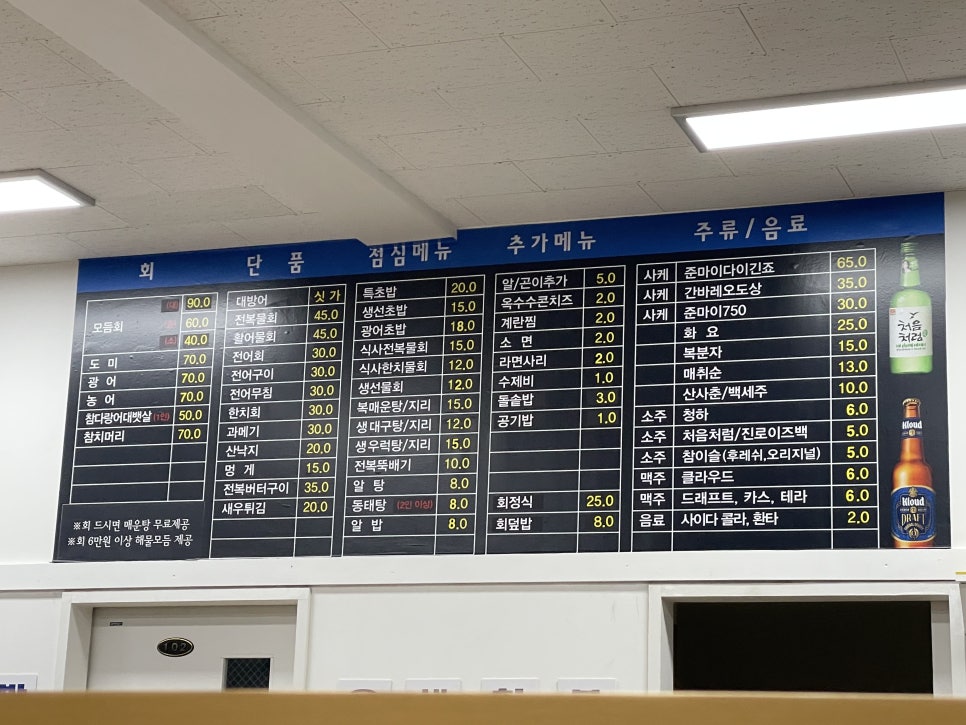 회
(대) 90.0
모듬회 60.0
(소) 40.0
도 미 70.0
광 어 70.0
농 어 70.0
참다랑어대뱃살 (1인) 50.0
참치머리 70.0
※회 드시면 매운탕 무료제공
※회 6만원 이상 해물모듬 제공
단 품
대방어 싯 가
전복물회 45.0
활어물회 45.0
전어회 30.0
전어구이 30.0
전어무침 30.0
한치회 30.0
과메기 30.0
산낙지 20.0
멍 게 15.0
전복버터구이 35.0
새우튀김 20.0
점심메뉴
특초밥 20.0
생선초밥 15.0
광어초밥 18.0
식사전복물회 15.0
식사한치물회 12.0
생선물회 12.0
복매운탕/지리 15.0
생대구탕/지리 12.0
생우럭탕/지리 15.0
전복뚝배기 10.0
알 탕 8.0
동태탕 (2인 이상) 8.0
알 밥 8.0
추가메뉴
알/곤이추가 5.0
옥수수콘치즈 2.0
계란찜 2.0
소 면 2.0
라면사리 2.0
수제비 1.0
돌솥밥 3.0
공기밥 1.0
회정식 25.0
회덮밥 8.0
주류/음료
사케 준마이다이긴죠 65.0
사케 간바레오도상 35.0
사케 준마이750 30.0
화 요 25.0
복분자 15.0
매취순 13.0
산사춘/백세주 10.0
소주 청하 6.0
소주 처음처럼/진로이즈백 5.0
소주 참이슬(후레쉬,오리지널) 5.0
맥주 클라우드 6.0
맥주 드래프트, 카스, 테라 6.0
음료 사이다 콜라, 환타 2.0
처음
처럼
Kloud
Kloud
DRAFT
102